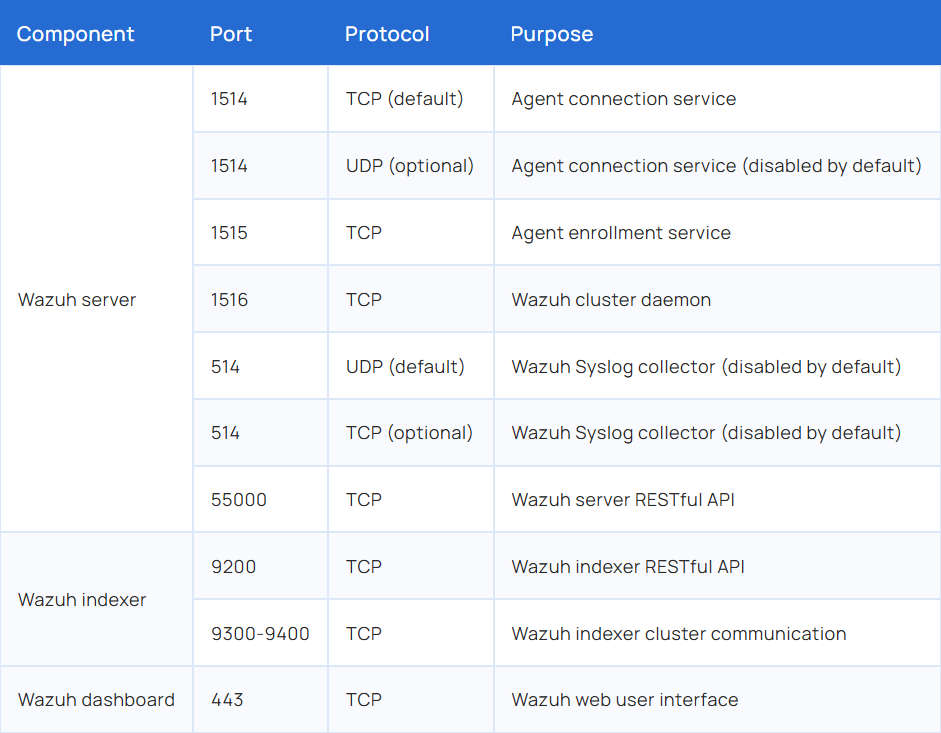 Component Port Protocol Purpose
1514 TCP (default) Agent connection service
1514 UDP (optional) Agent connection service (disabled by default)
1515 TCP Agent enrollment service
Wazuh server 1516 TCP Wazuh cluster daemon
514 UDP (default) Wazuh Syslog collector (disabled by default)
514 TCP (optional) Wazuh Syslog collector (disabled by default)
55000 TCP Wazuh server RESTful API
9200 TCP Wazuh indexer RESTful API
Wazuh indexer
9300-9400 TCP Wazuh indexer cluster communication
Wazuh dashboard 443 TCP Wazuh web user interface